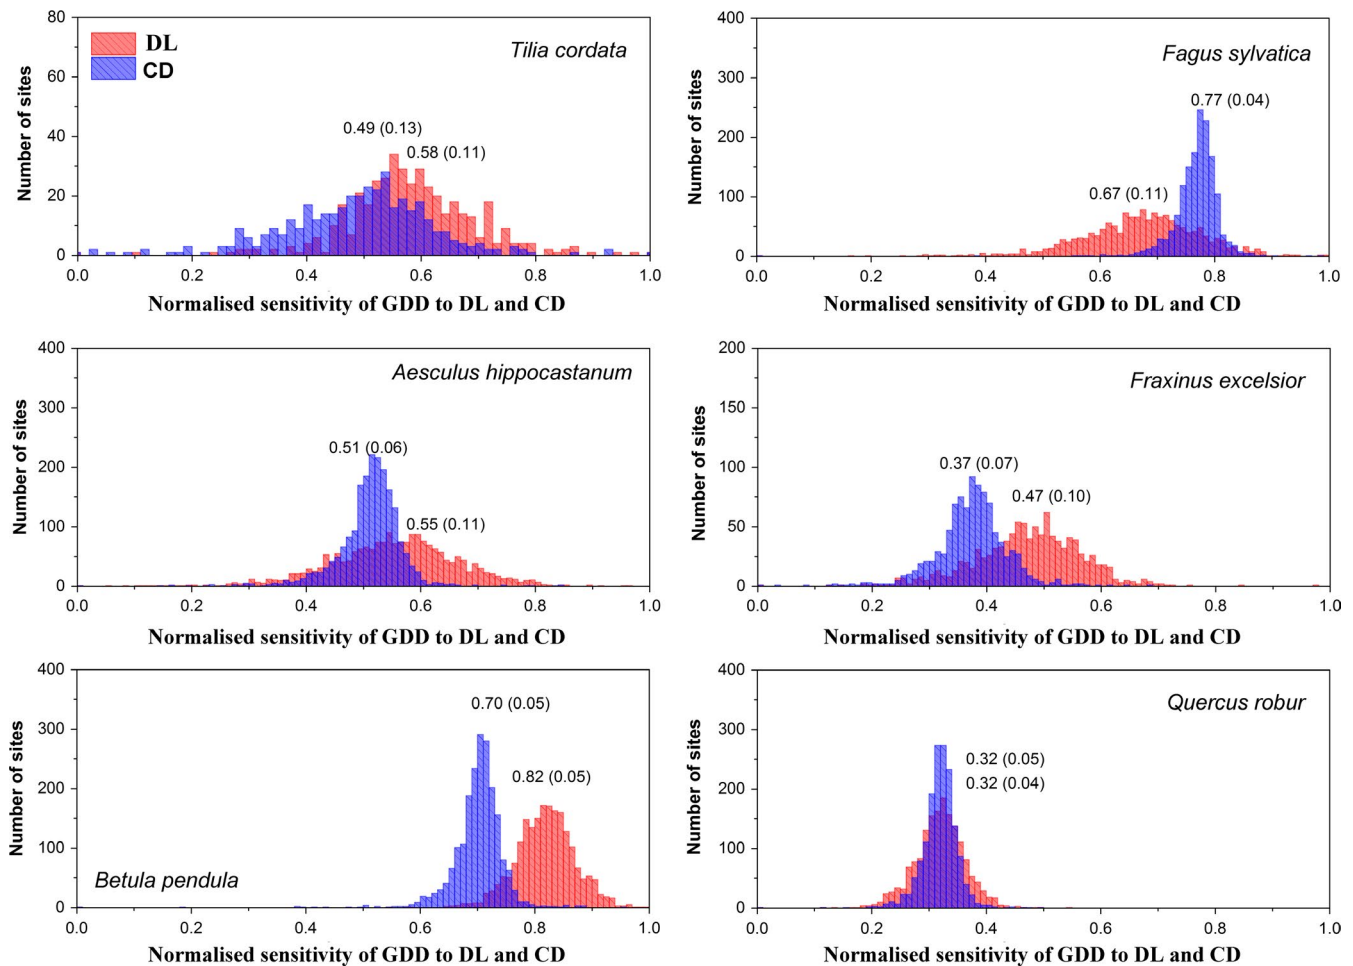 80
60
40
20
0
Number of sites
DL
CD
Tilia cordata
0.49 (0.13)
0.58 (0.11)
0.0 0.2 0.4 0.6 0.8 1.0
Normalised sensitivity of GDD to DL and CD
400
300
200
100
0
Number of sites
Fagus sylvatica
0.77 (0.04)
0.67 (0.11)
0.0 0.2 0.4 0.6 0.8 1.0
Normalised sensitivity of GDD to DL and CD
400
300
200
100
0
Number of sites
Aesculus hippocastanum
0.51 (0.06)
0.55 (0.11)
0.0 0.2 0.4 0.6 0.8 1.0
Normalised sensitivity of GDD to DL and CD
200
150
100
50
0
Number of sites
Fraxinus excelsior
0.37 (0.07)
0.47 (0.10)
0.0 0.2 0.4 0.6 0.8 1.0
Normalised sensitivity of GDD to DL and CD
400
300
200
100
0
Number of sites
0.70 (0.05)
0.82 (0.05)
Betula pendula
0.0 0.2 0.4 0.6 0.8 1.0
Normalised sensitivity of GDD to DL and CD
400
300
200
100
0
Number of sites
Quercus robur
0.32 (0.05)
0.32 (0.04)
0.0 0.2 0.4 0.6 0.8 1.0
Normalised sensitivity of GDD to DL and CD